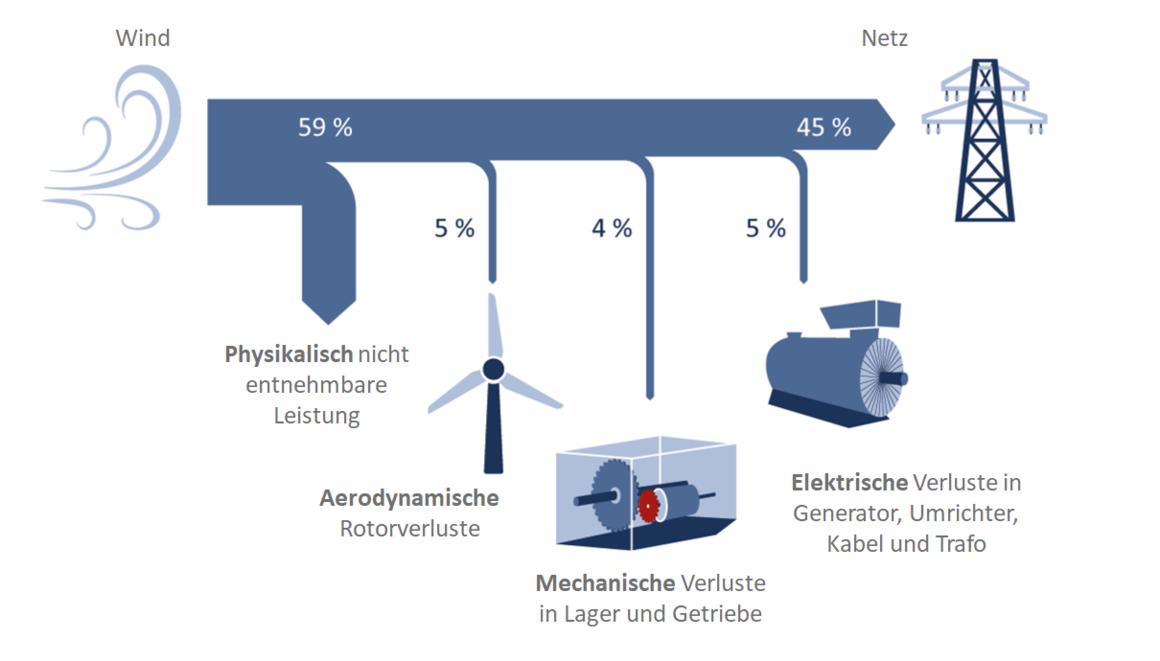 Wind
Netz
59 %
45 %
5 %
4 %
5 %
Physikalisch nicht
entnehmbare
Leistung
Aerodynamische
Rotorverluste
Mechanische Verluste
in Lager und Getriebe
Elektrische Verluste in
Generator, Umrichter,
Kabel und Trafo